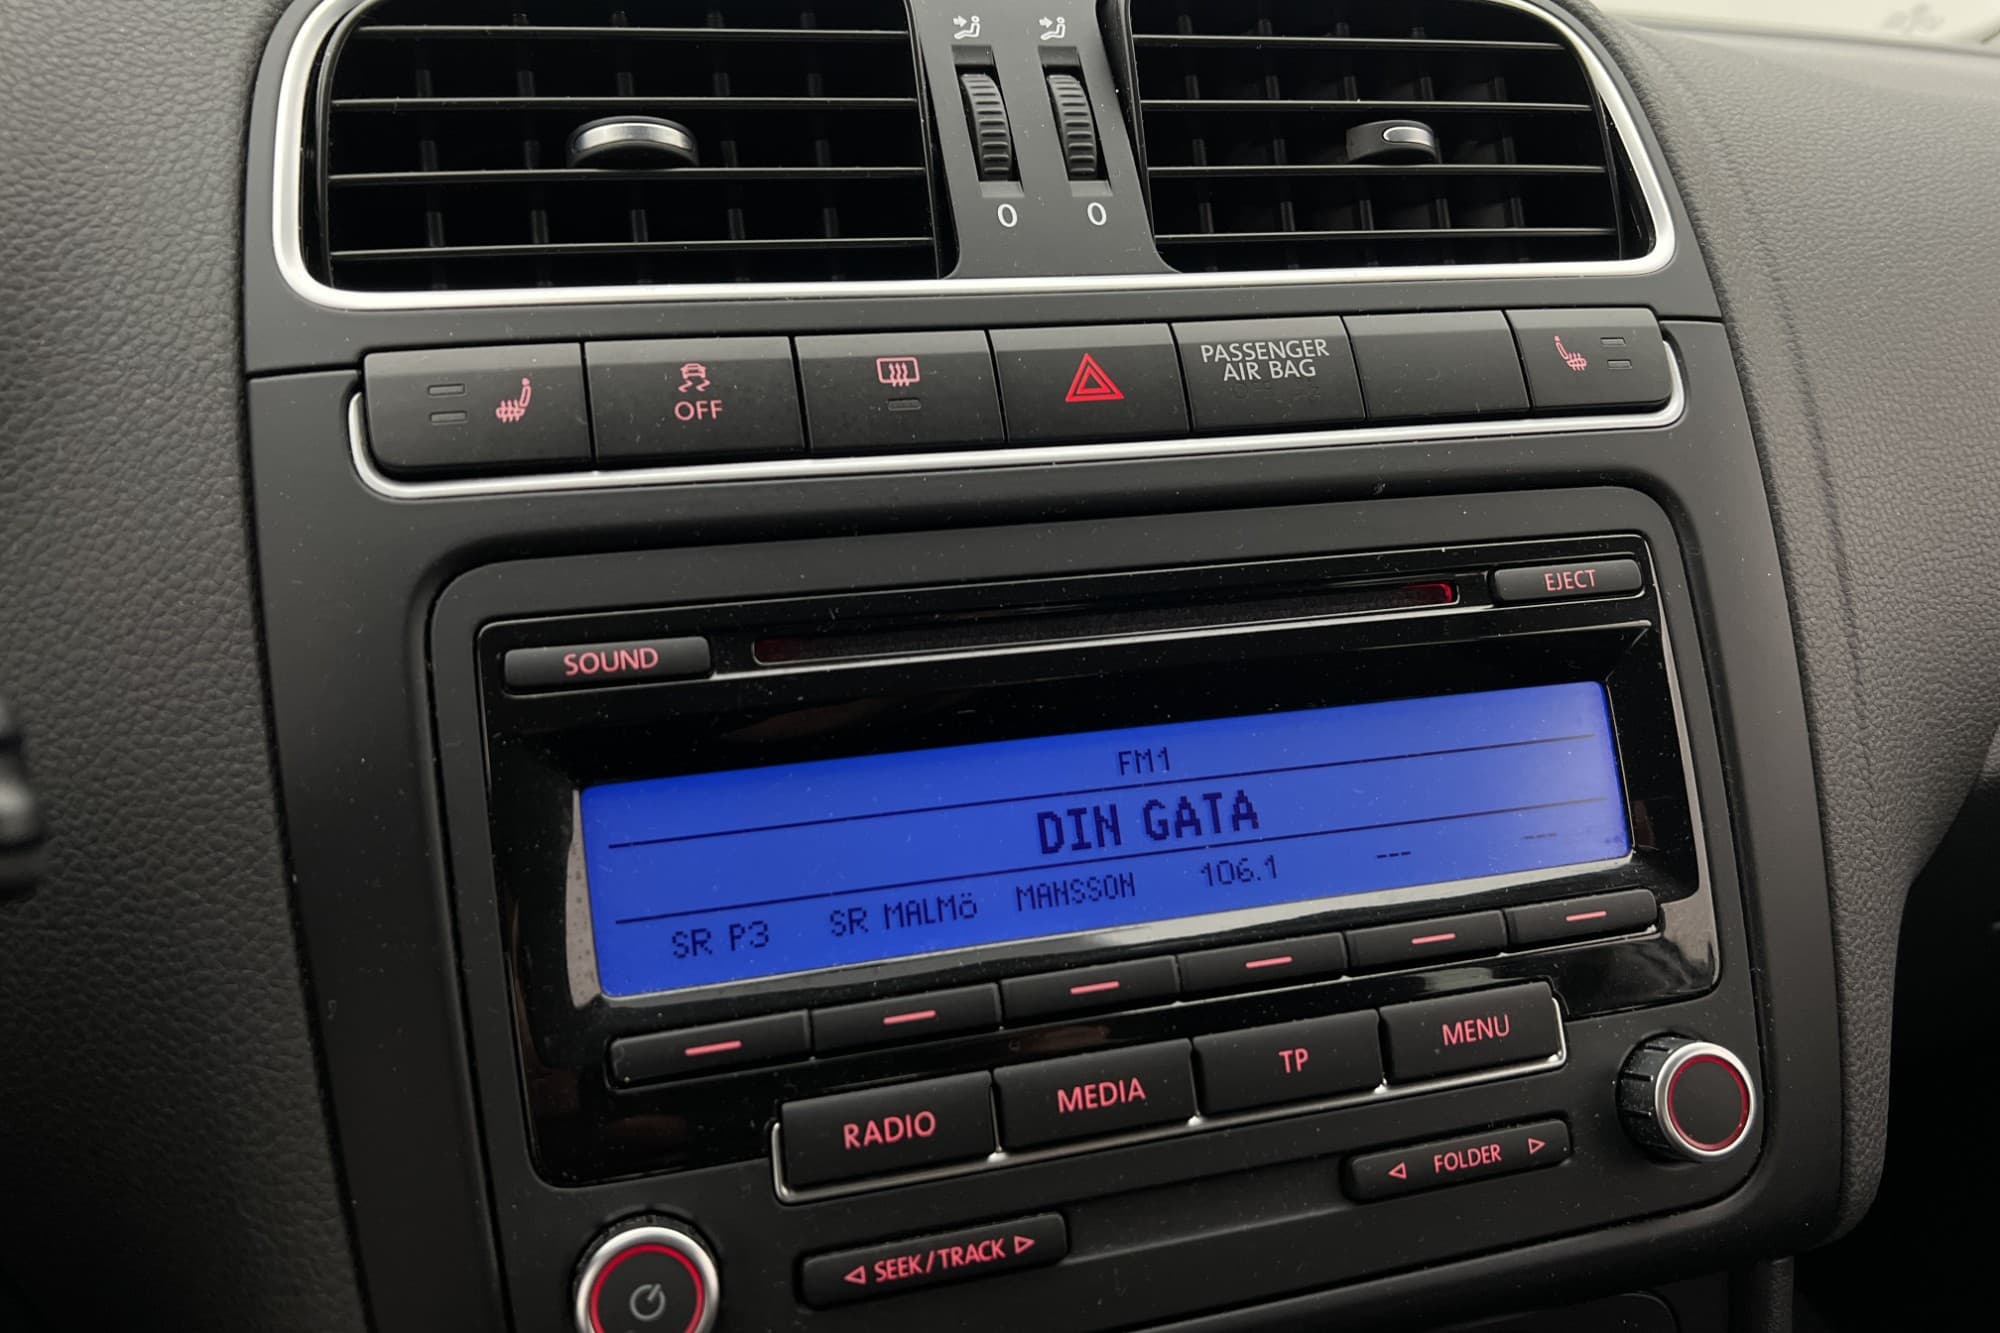 0 0
OFF
PASSENGER
AIR BAG
EJECT
SOUND
FM1
DIN GATA
SR P3 SR MALMö MANSSON 106.1 --- ---
RADIO MEDIA TP MENU
FOLDER
SEEK/TRACK